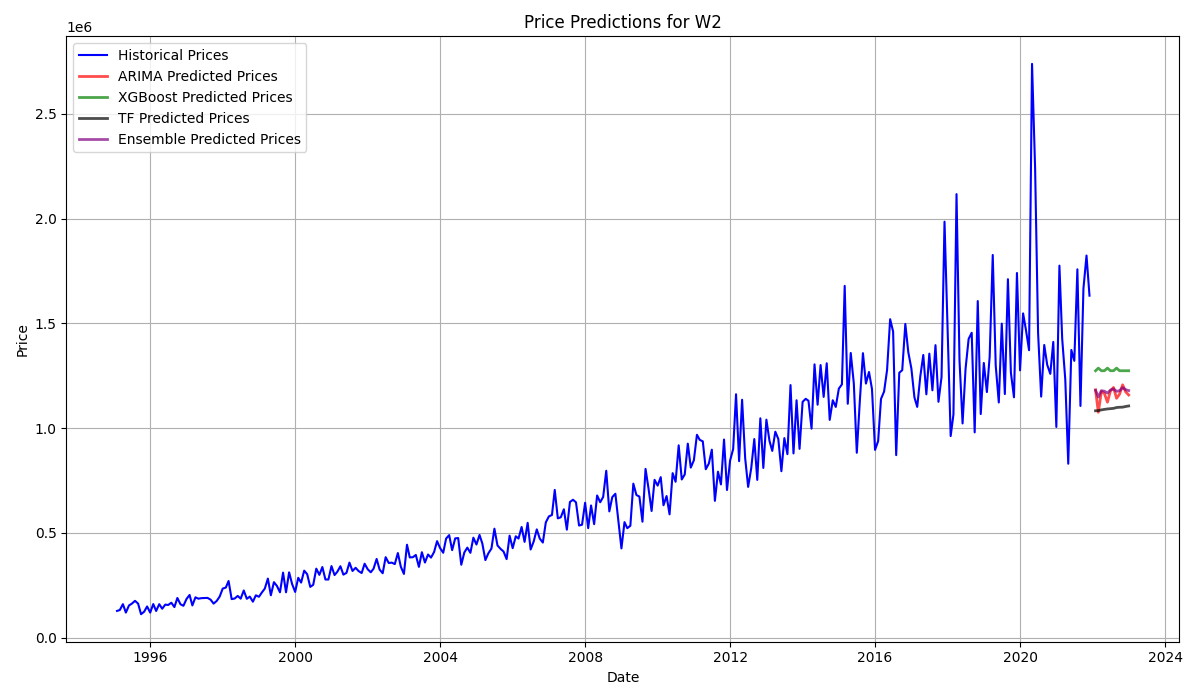 Price Predictions for W2
1e6
Historical Prices
ARIMA Predicted Prices
XGBoost Predicted Prices
TF Predicted Prices
Ensemble Predicted Prices
2.5
2.0
1.5
1.0
0.5
0.0
Price
1996 2000 2004 2008 2012 2016 2020 2024
Date